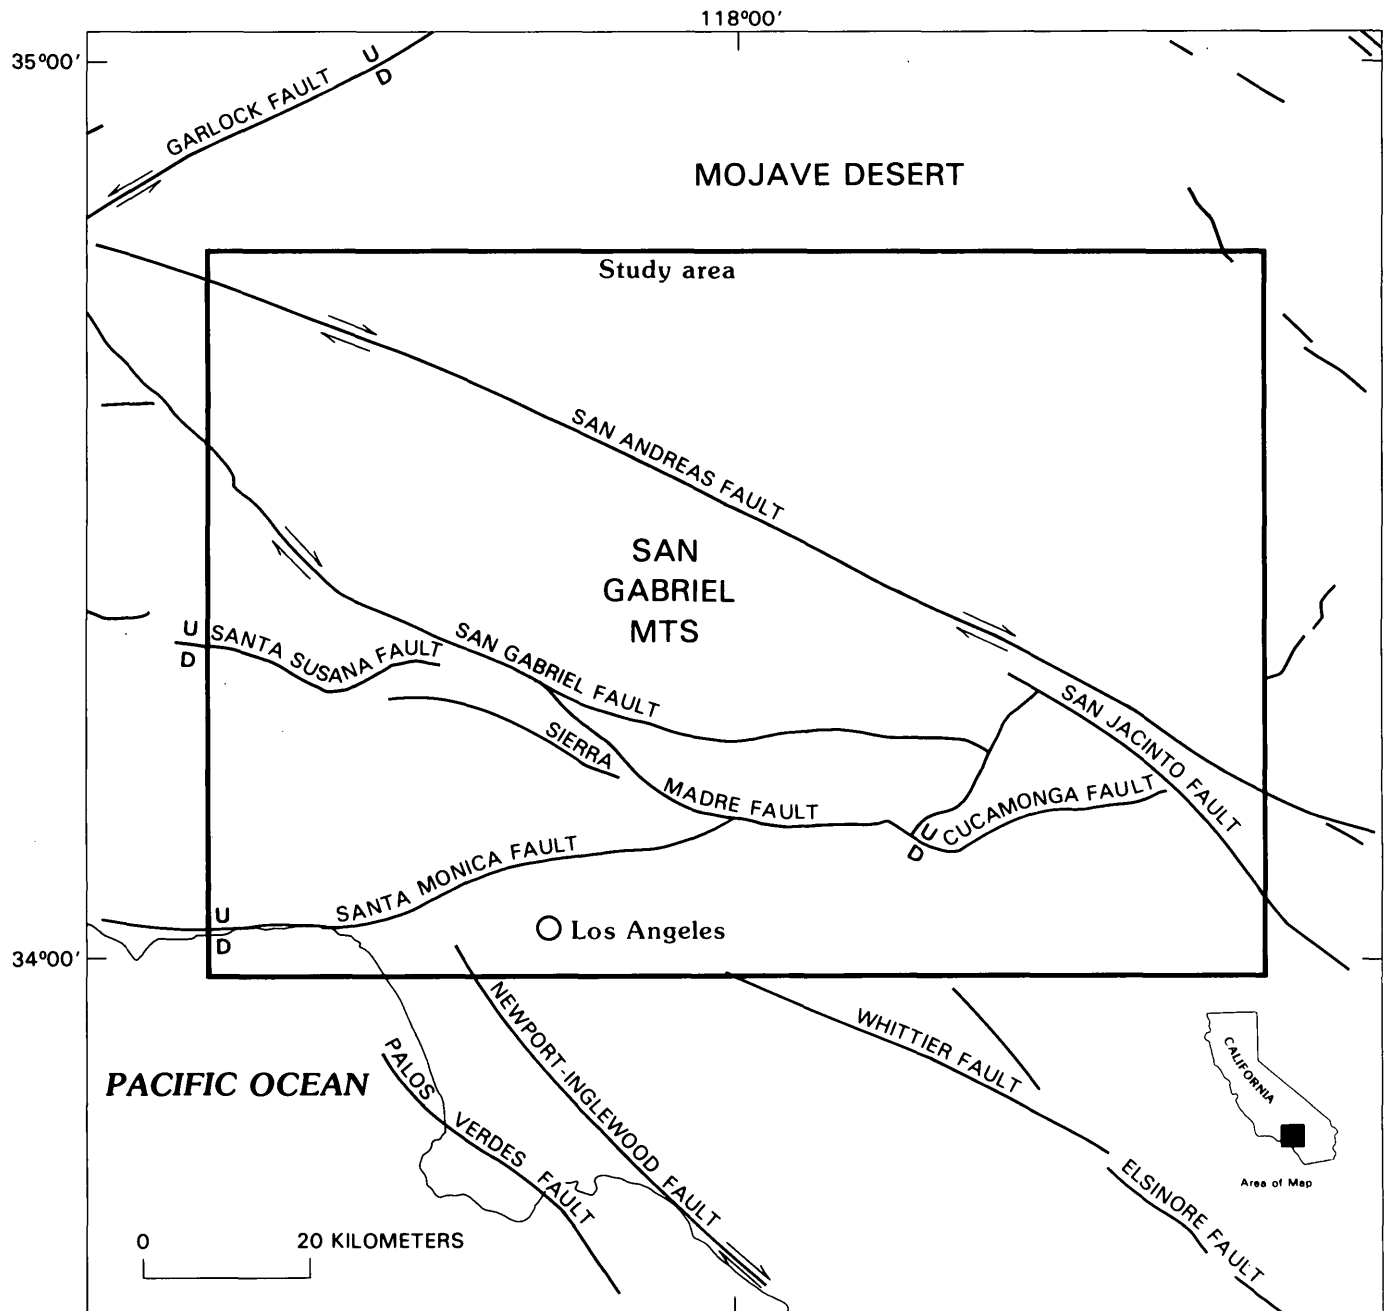 118°00'
35°00'
U
D
GARLOCK FAULT
MOJAVE DESERT
Study area
SAN ANDREAS FAULT
SAN
GABRIEL
MTS
U
D
SANTA SUSANA FAULT
SAN GABRIEL FAULT
SIERRA
MADRE FAULT
SAN JACINTO FAULT
U
D
CUCAMONGA FAULT
SANTA MONICA FAULT
U
D
Los Angeles
34°00'
NEWPORT-INGLEWOOD FAULT
WHITTIER FAULT
CALIFORNIA
PALOS VERDES FAULT
PACIFIC OCEAN
ELSINORE FAULT
Area of Map
0 20 KILOMETERS